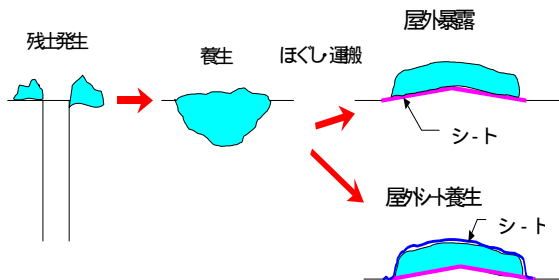 残土発生
養生
ほぐし運搬
屋外暴露
シ-ト
屋外シート養生
シ-ト